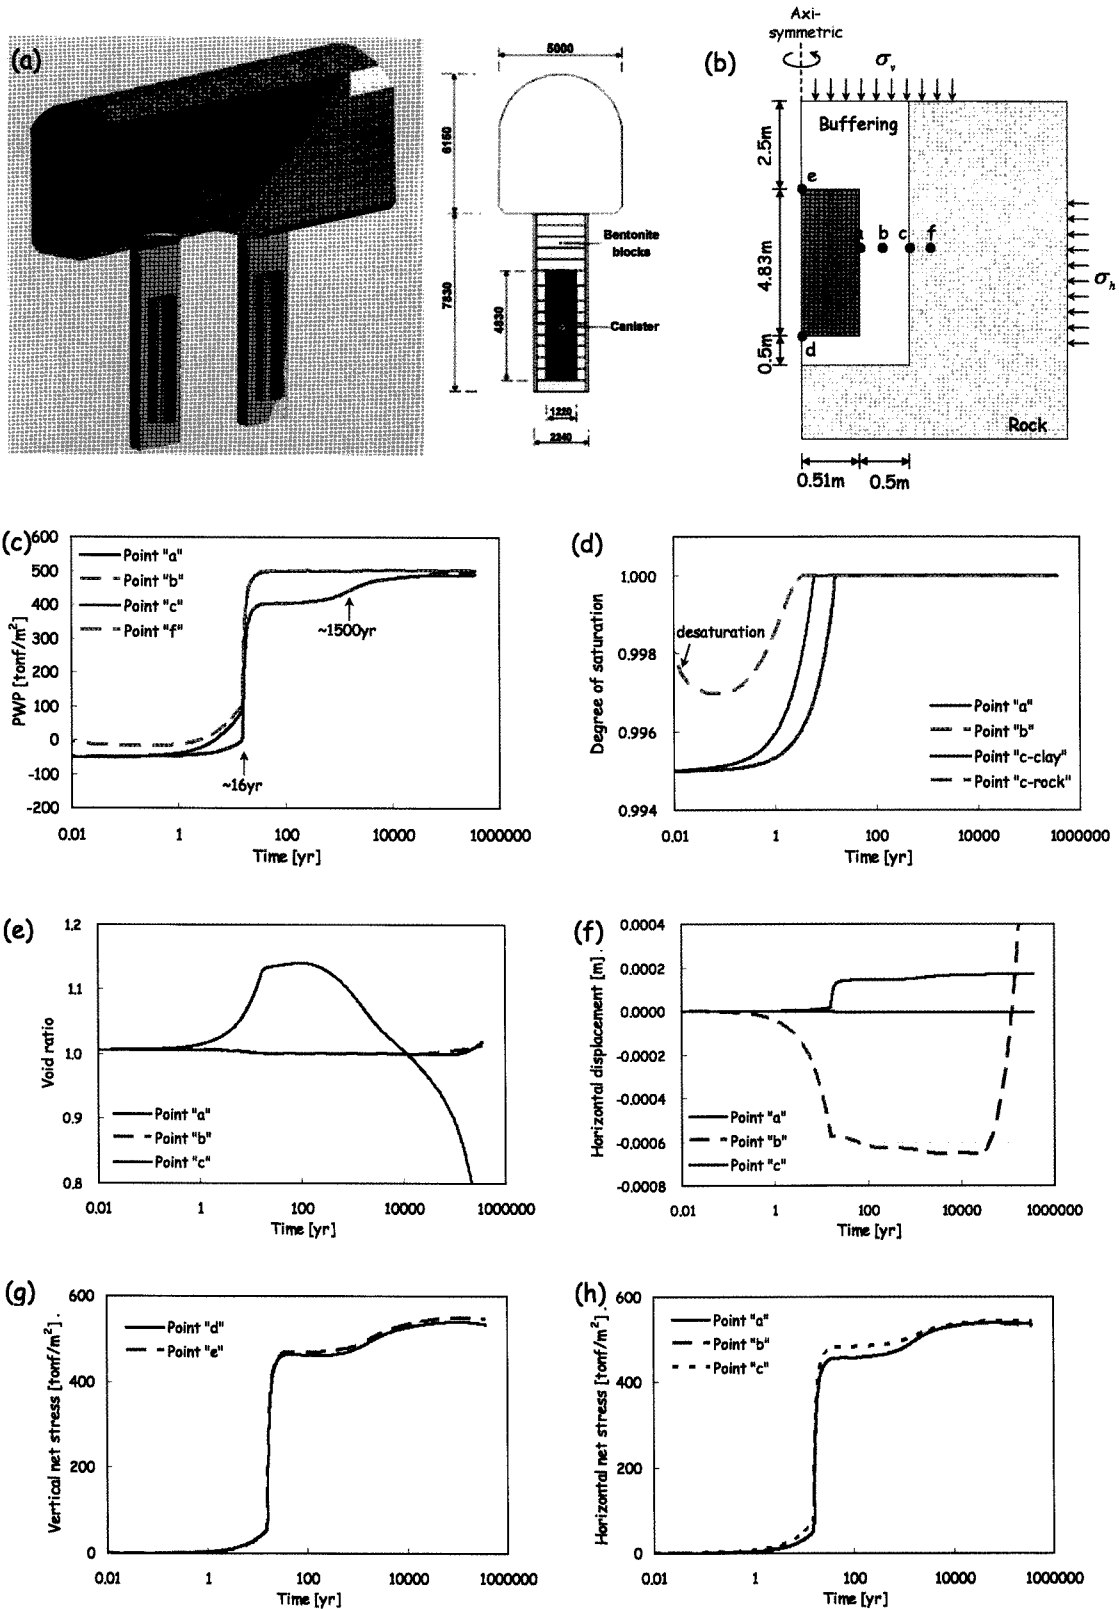 (a)
5000
6150
7830
4830
Bentonite
blocks
Canister
1220
2240
(b)
Axi-
symmetric
σv
Buffering
2.5m
e
4.83m
a b c f
σh
0.5m
d
Rock
0.51m
0.5m
(c)
600
500
400
300
200
100
0
-100
-200
PWP [tonf/m²]
Point "a"
Point "b"
Point "c"
Point "f"
~1500yr
~16yr
0.01 1 100 10000 1000000
Time [yr]
(d)
1.000
0.998
0.996
0.994
Degree of saturation
desaturation
Point "a"
Point "b"
Point "c-clay"
Point "c-rock"
0.01 1 100 10000 1000000
Time [yr]
(e)
1.2
1.1
1.0
0.9
0.8
Void ratio
Point "a"
Point "b"
Point "c"
0.01 1 100 10000 1000000
Time [yr]
(f)
0.0004
0.0002
0.0000
-0.0002
-0.0004
-0.0006
-0.0008
Horizontal displacement [m] .
Point "a"
Point "b"
Point "c"
0.01 1 100 10000 1000000
Time [yr]
(g)
600
400
200
0
Vertical net stress [tonf/m²] .
Point "d"
Point "e"
0.01 1 100 10000 1000000
Time [yr]
(h)
600
400
200
0
Horizontal net stress [tonf/m²] .
Point "a"
Point "b"
Point "c"
0.01 1 100 10000 1000000
Time [yr]